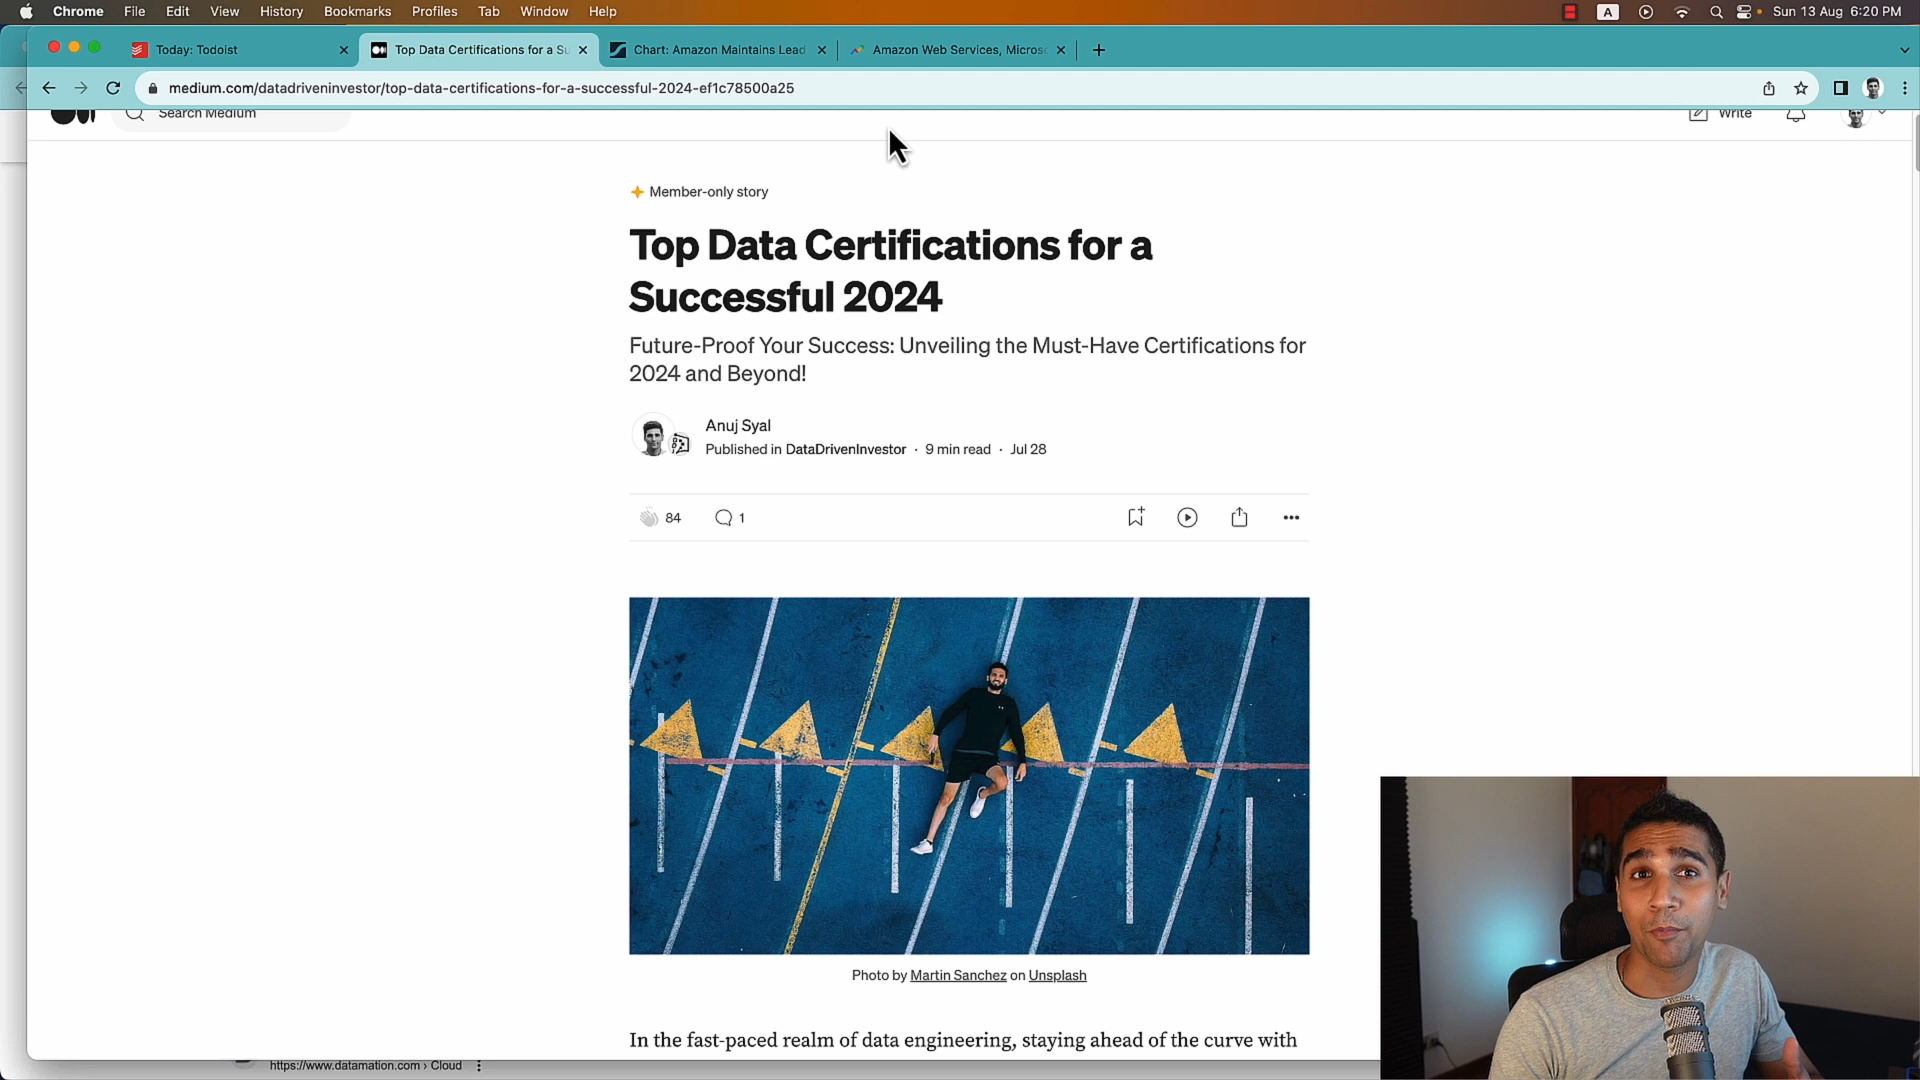 Chrome File Edit View History Bookmarks Profiles Tab Window Help A Sun 13 Aug 6:20 PM
Today: Todoist Top Data Certifications for a Su Chart: Amazon Maintains Lead Amazon Web Services, Micros
medium.com/datadriveninvestor/top-data-certifications-for-a-successful-2024-ef1c78500a25
Search Medium Write
Member-only story
Top Data Certifications for a
Successful 2024
Future-Proof Your Success: Unveiling the Must-Have Certifications for
2024 and Beyond!
Anuj Syal
Published in DataDrivenInvestor · 9 min read · Jul 28
84 1
Photo by Martin Sanchez on Unsplash
In the fast-paced realm of data engineering, staying ahead of the curve with
https://www.datamation.com › Cloud